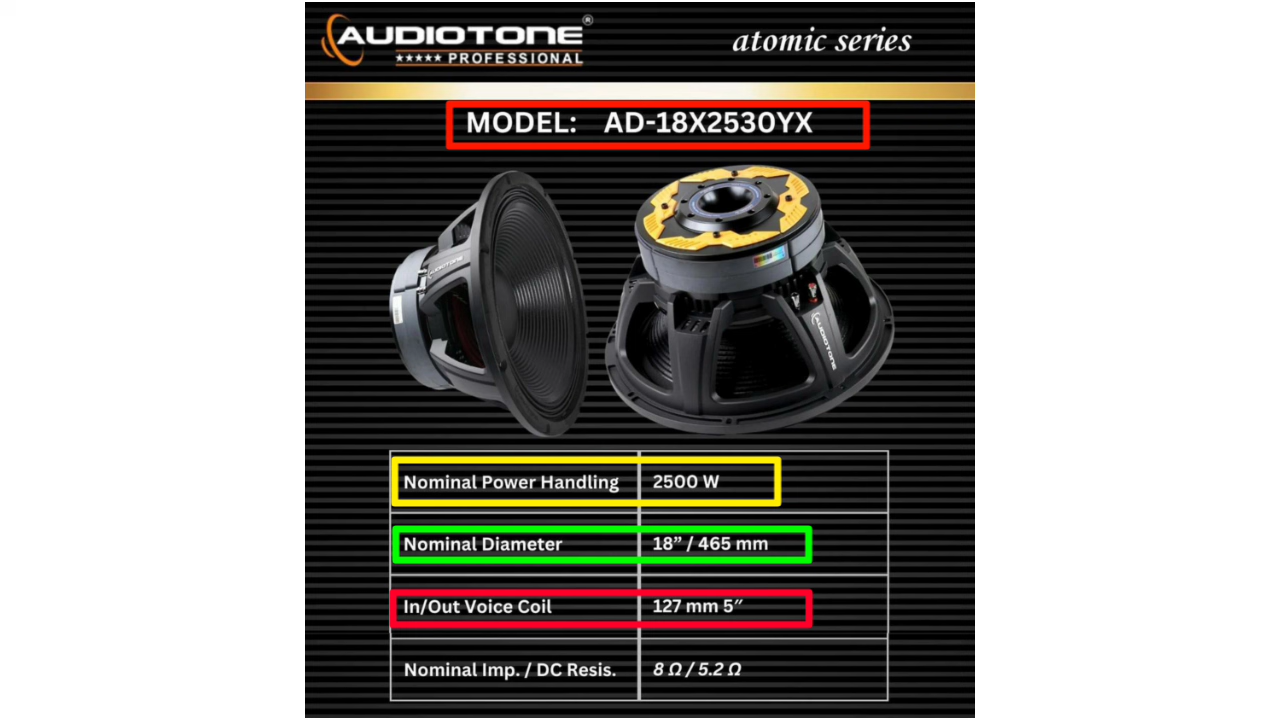 AUDIOTONE®
★★★★★ PROFESSIONAL
atomic series
MODEL: AD-18X2530YX
AUDIOTONE
AUDIOTONE
Nominal Power Handling 2500 W
Nominal Diameter 18” / 465 mm
In/Out Voice Coil 127 mm 5″
Nominal Imp. / DC Resis. 8 Ω / 5.2 Ω